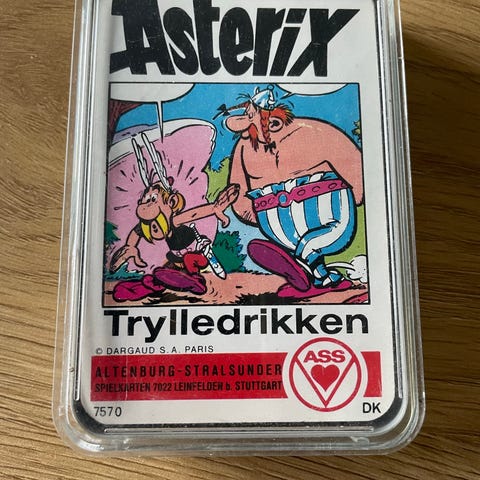 Asterix
Trylledrikken
© DARGAUD S.A. PARIS
ALTENBURG-STRALSUNDER
SPIELKARTEN 7022 LEINFELDEN b. STUTTGART
ASS
7570
DK